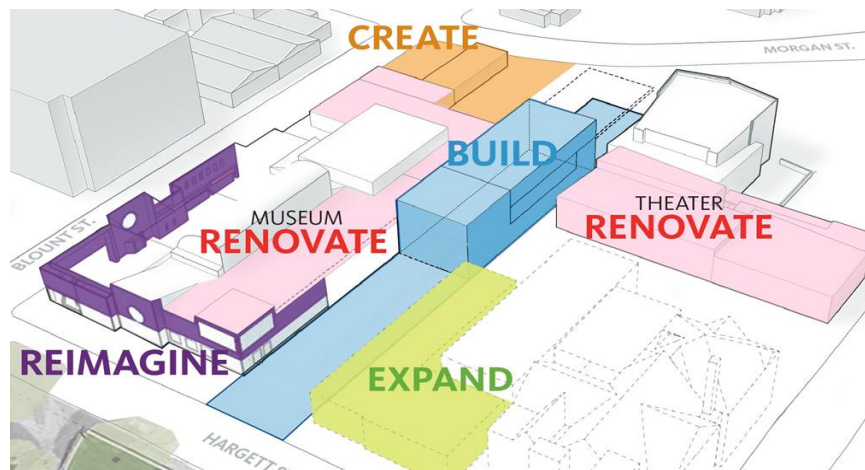 CREATE
MORGAN ST.
BUILD
BLOUNT ST.
MUSEUM
RENOVATE
THEATER
RENOVATE
REIMAGINE
EXPAND
HARGETT S